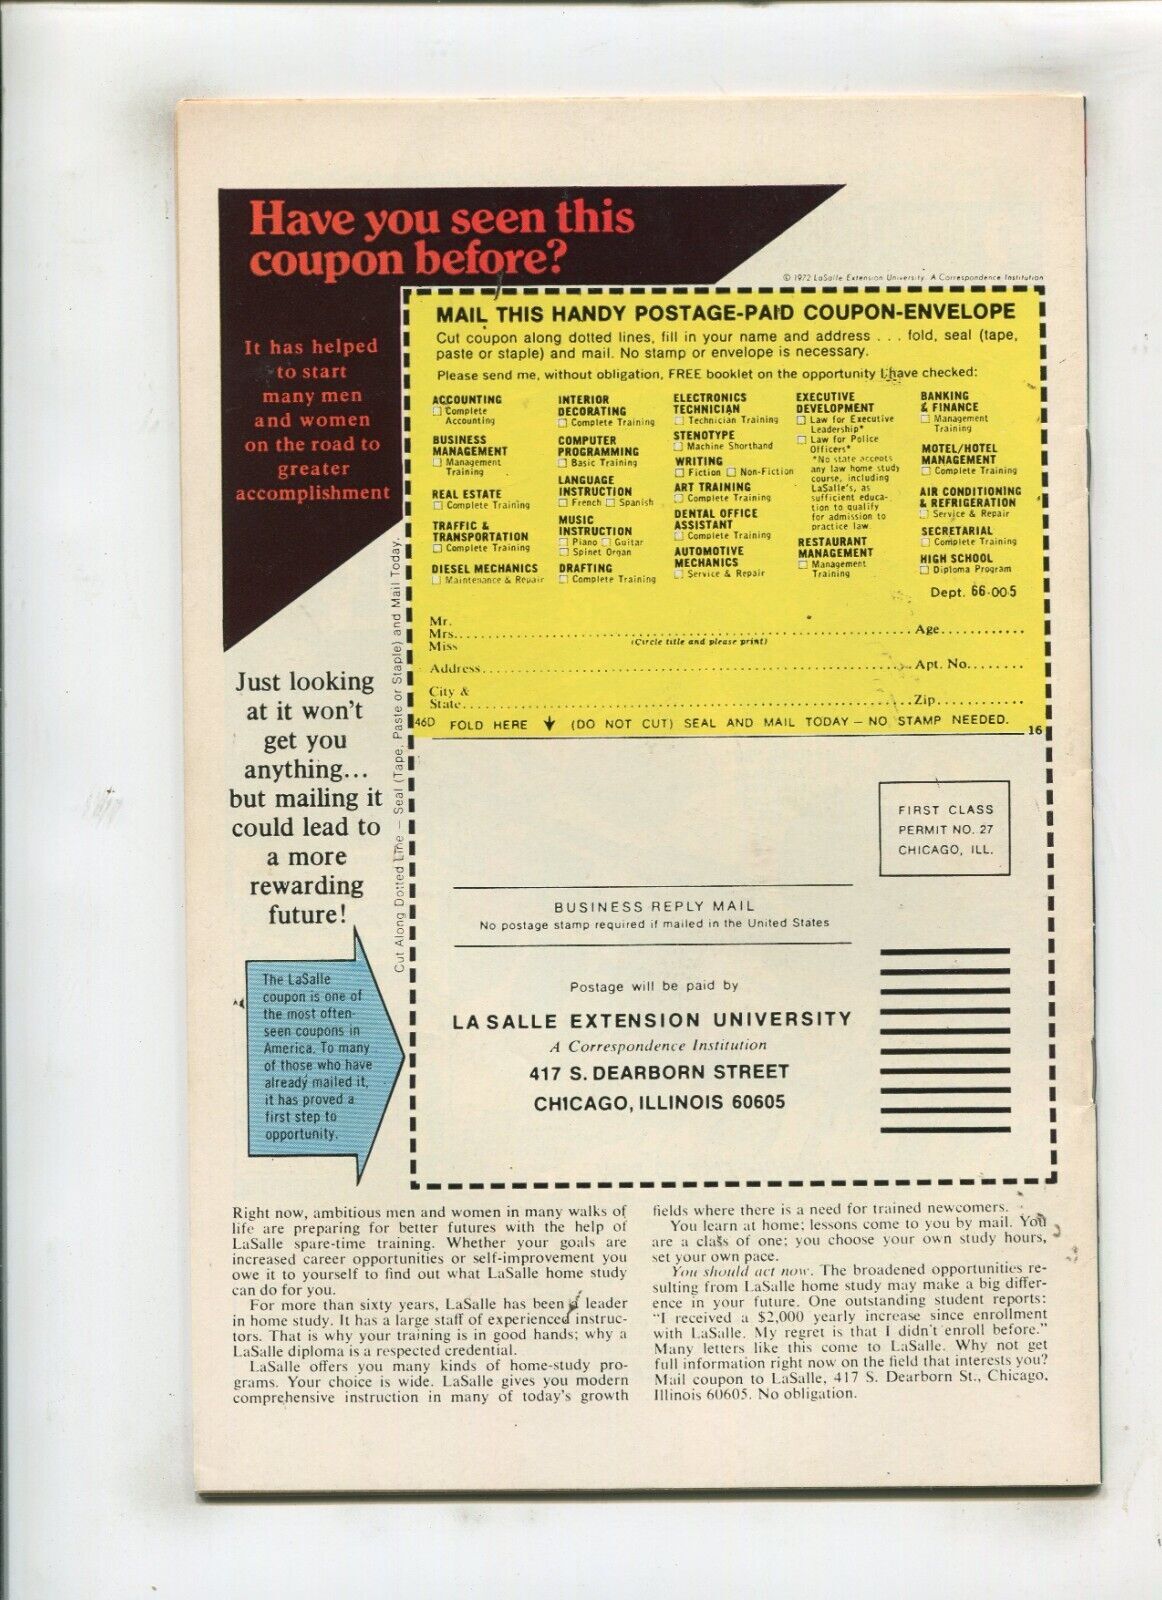 Have you seen this
coupon before?
It has helped
to start
many men
and women
on the road to
greater
accomplishment
Just looking
at it won't
get you
anything...
but mailing it
could lead to
a more
rewarding
future!
The LaSalle
coupon is one of
the most often-
seen coupons in
America. To many
of those who have
already mailed it,
it has proved a
first step to
opportunity.
Cut Along Dotted Line – Seal (Tape, Paste or Staple) and Mail Today.
© 1972 LaSalle Extension University, A Correspondence Institution
MAIL THIS HANDY POSTAGE-PAID COUPON-ENVELOPE
Cut coupon along dotted lines, fill in your name and address . . . fold, seal (tape,
paste or staple) and mail. No stamp or envelope is necessary.
Please send me, without obligation, FREE booklet on the opportunity I have checked:
ACCOUNTING
Complete
Accounting
BUSINESS
MANAGEMENT
Management
Training
REAL ESTATE
Complete Training
TRAFFIC &
TRANSPORTATION
Complete Training
DIESEL MECHANICS
Maintenance & Repair
INTERIOR
DECORATING
Complete Training
COMPUTER
PROGRAMMING
Basic Training
LANGUAGE
INSTRUCTION
French Spanish
MUSIC
INSTRUCTION
Piano Guitar
Spinet Organ
DRAFTING
Complete Training
ELECTRONICS
TECHNICIAN
Technician Training
STENOTYPE
Machine Shorthand
WRITING
Fiction Non-Fiction
ART TRAINING
Complete Training
DENTAL OFFICE
ASSISTANT
Complete Training
AUTOMOTIVE
MECHANICS
Service & Repair
EXECUTIVE
DEVELOPMENT
Law for Executive
Leadership*
Law for Police
Officers*
*No state accepts
any law home study
course, including
LaSalle's, as
sufficient educa-
tion to qualify
for admission to
practice law.
RESTAURANT
MANAGEMENT
Management
Training
BANKING
& FINANCE
Management
Training
MOTEL/HOTEL
MANAGEMENT
Complete Training
AIR CONDITIONING
& REFRIGERATION
Service & Repair
SECRETARIAL
Complete Training
HIGH SCHOOL
Diploma Program
Dept. 66-005
Mr.
Mrs. Age
Miss (Circle title and please print)
Address Apt. No.
City &
State Zip
46D FOLD HERE (DO NOT CUT) SEAL AND MAIL TODAY – NO STAMP NEEDED.
16
FIRST CLASS
PERMIT NO. 27
CHICAGO, ILL.
BUSINESS REPLY MAIL
No postage stamp required if mailed in the United States
Postage will be paid by
LA SALLE EXTENSION UNIVERSITY
A Correspondence Institution
417 S. DEARBORN STREET
CHICAGO, ILLINOIS 60605
Right now, ambitious men and women in many walks of
life are preparing for better futures with the help of
LaSalle spare-time training. Whether your goals are
increased career opportunities or self-improvement you
owe it to yourself to find out what LaSalle home study
can do for you.
For more than sixty years, LaSalle has been a leader
in home study. It has a large staff of experienced instruc-
tors. That is why your training is in good hands; why a
LaSalle diploma is a respected credential.
LaSalle offers you many kinds of home-study pro-
grams. Your choice is wide. LaSalle gives you modern
comprehensive instruction in many of today's growth
fields where there is a need for trained newcomers.
You learn at home; lessons come to you by mail. You
are a class of one; you choose your own study hours,
set your own pace.
You should act now. The broadened opportunities re-
sulting from LaSalle home study may make a big differ-
ence in your future. One outstanding student reports:
"I received a $2,000 yearly increase since enrollment
with LaSalle. My regret is that I didn't enroll before."
Many letters like this come to LaSalle. Why not get
full information right now on the field that interests you?
Mail coupon to LaSalle, 417 S. Dearborn St., Chicago,
Illinois 60605. No obligation.